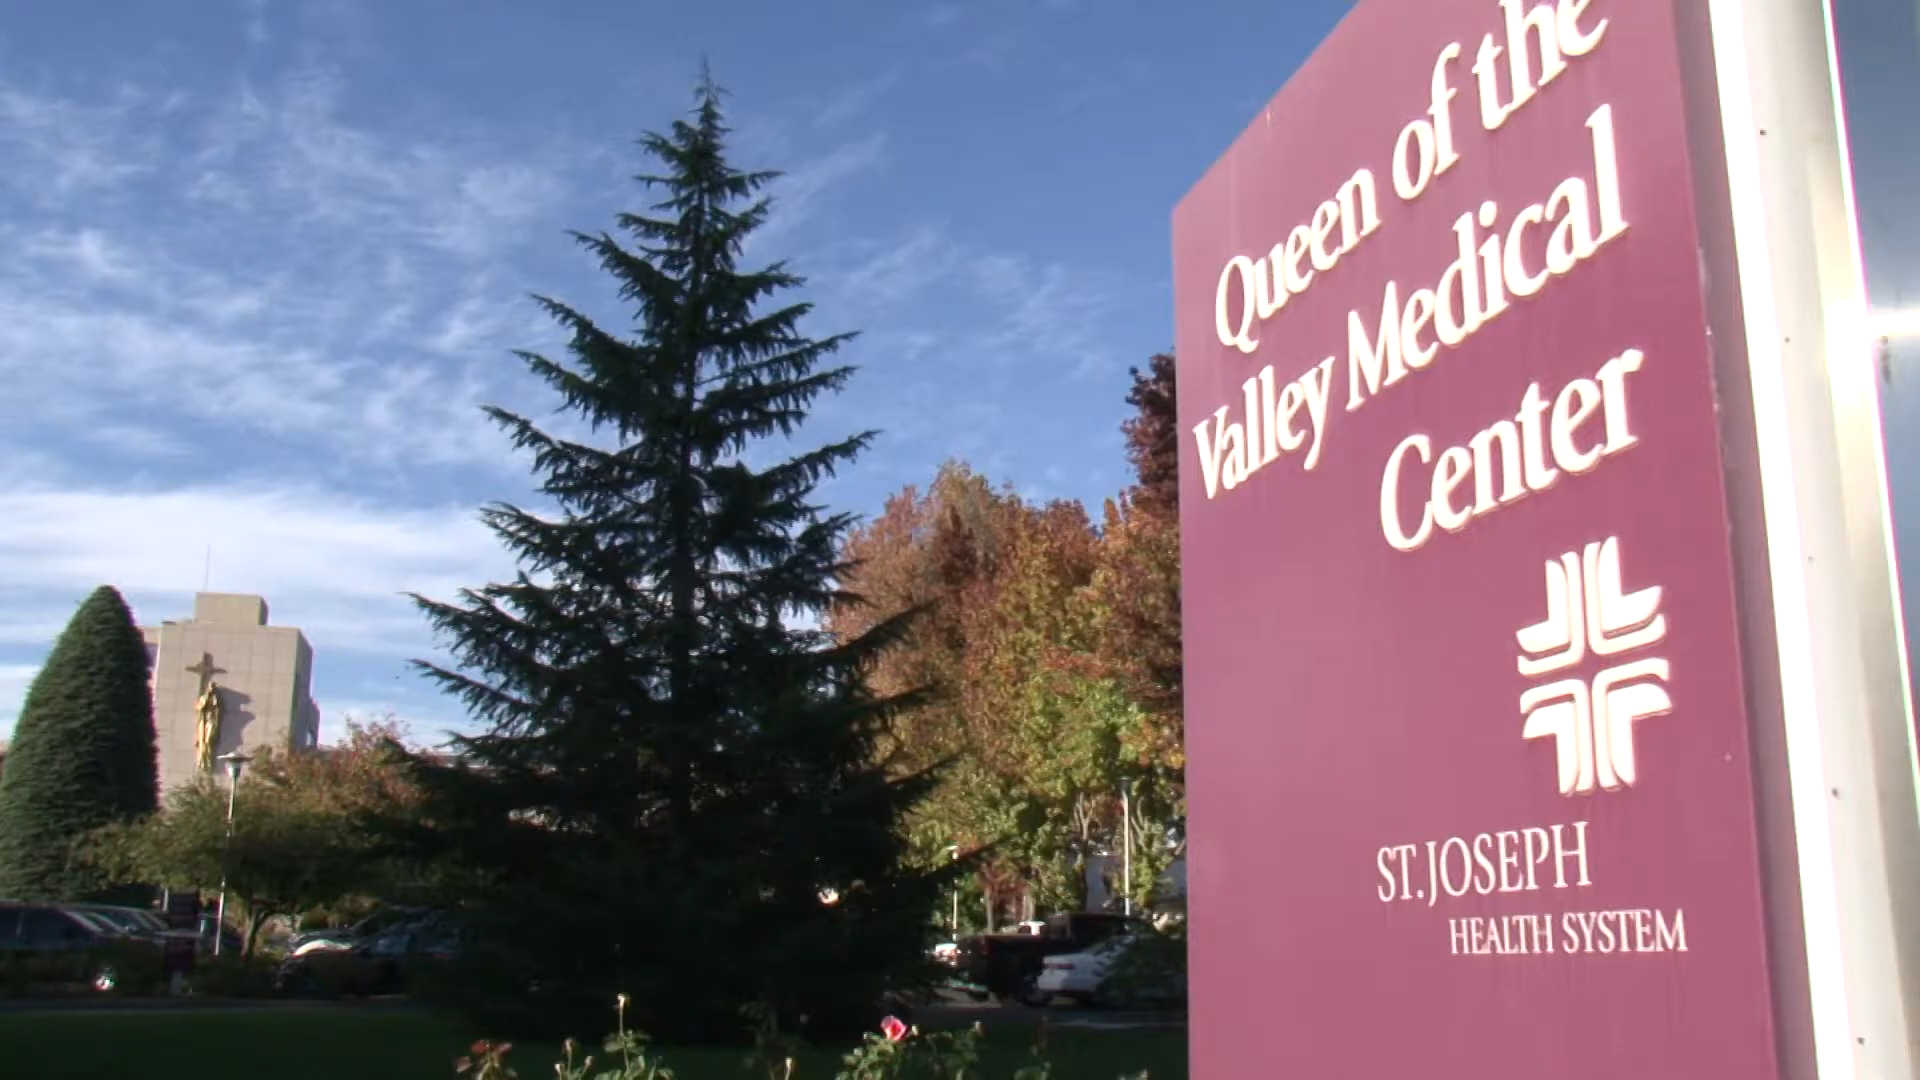 Queen of the
Valley Medical
Center
ST. JOSEPH
HEALTH SYSTEM